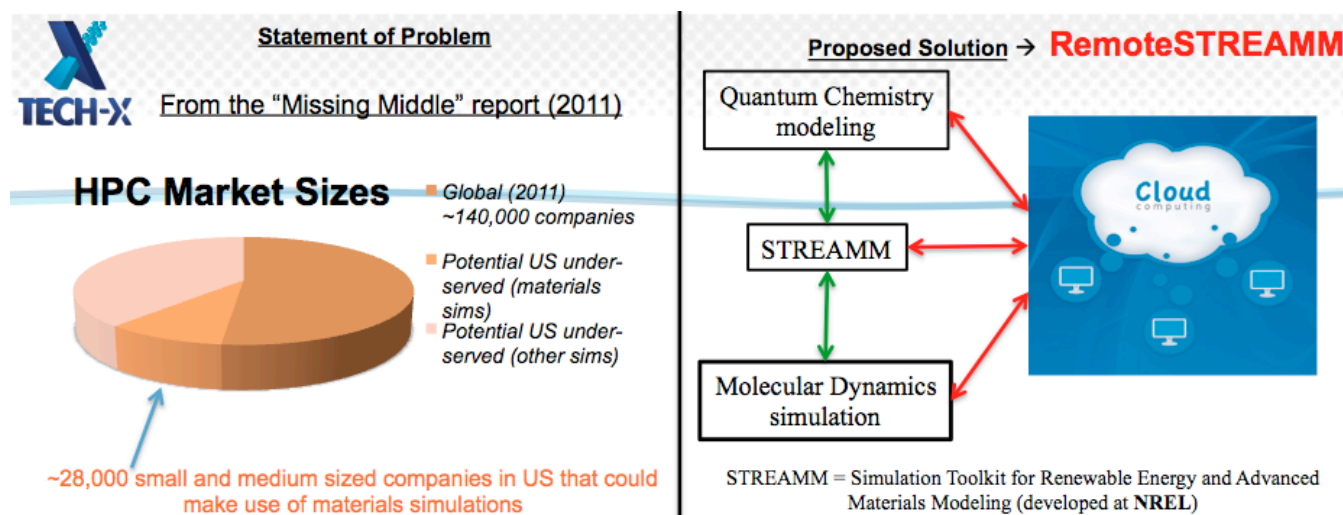 TECH-X
Statement of Problem
From the “Missing Middle” report (2011)
HPC Market Sizes
Global (2011)
~140,000 companies
Potential US under-
served (materials
sims)
Potential US under-
served (other sims)
~28,000 small and medium sized companies in US that could
make use of materials simulations
Proposed Solution → RemoteSTREAMM
Quantum Chemistry
modeling
STREAMM
Molecular Dynamics
simulation
Cloud
computing
STREAMM = Simulation Toolkit for Renewable Energy and Advanced
Materials Modeling (developed at NREL)